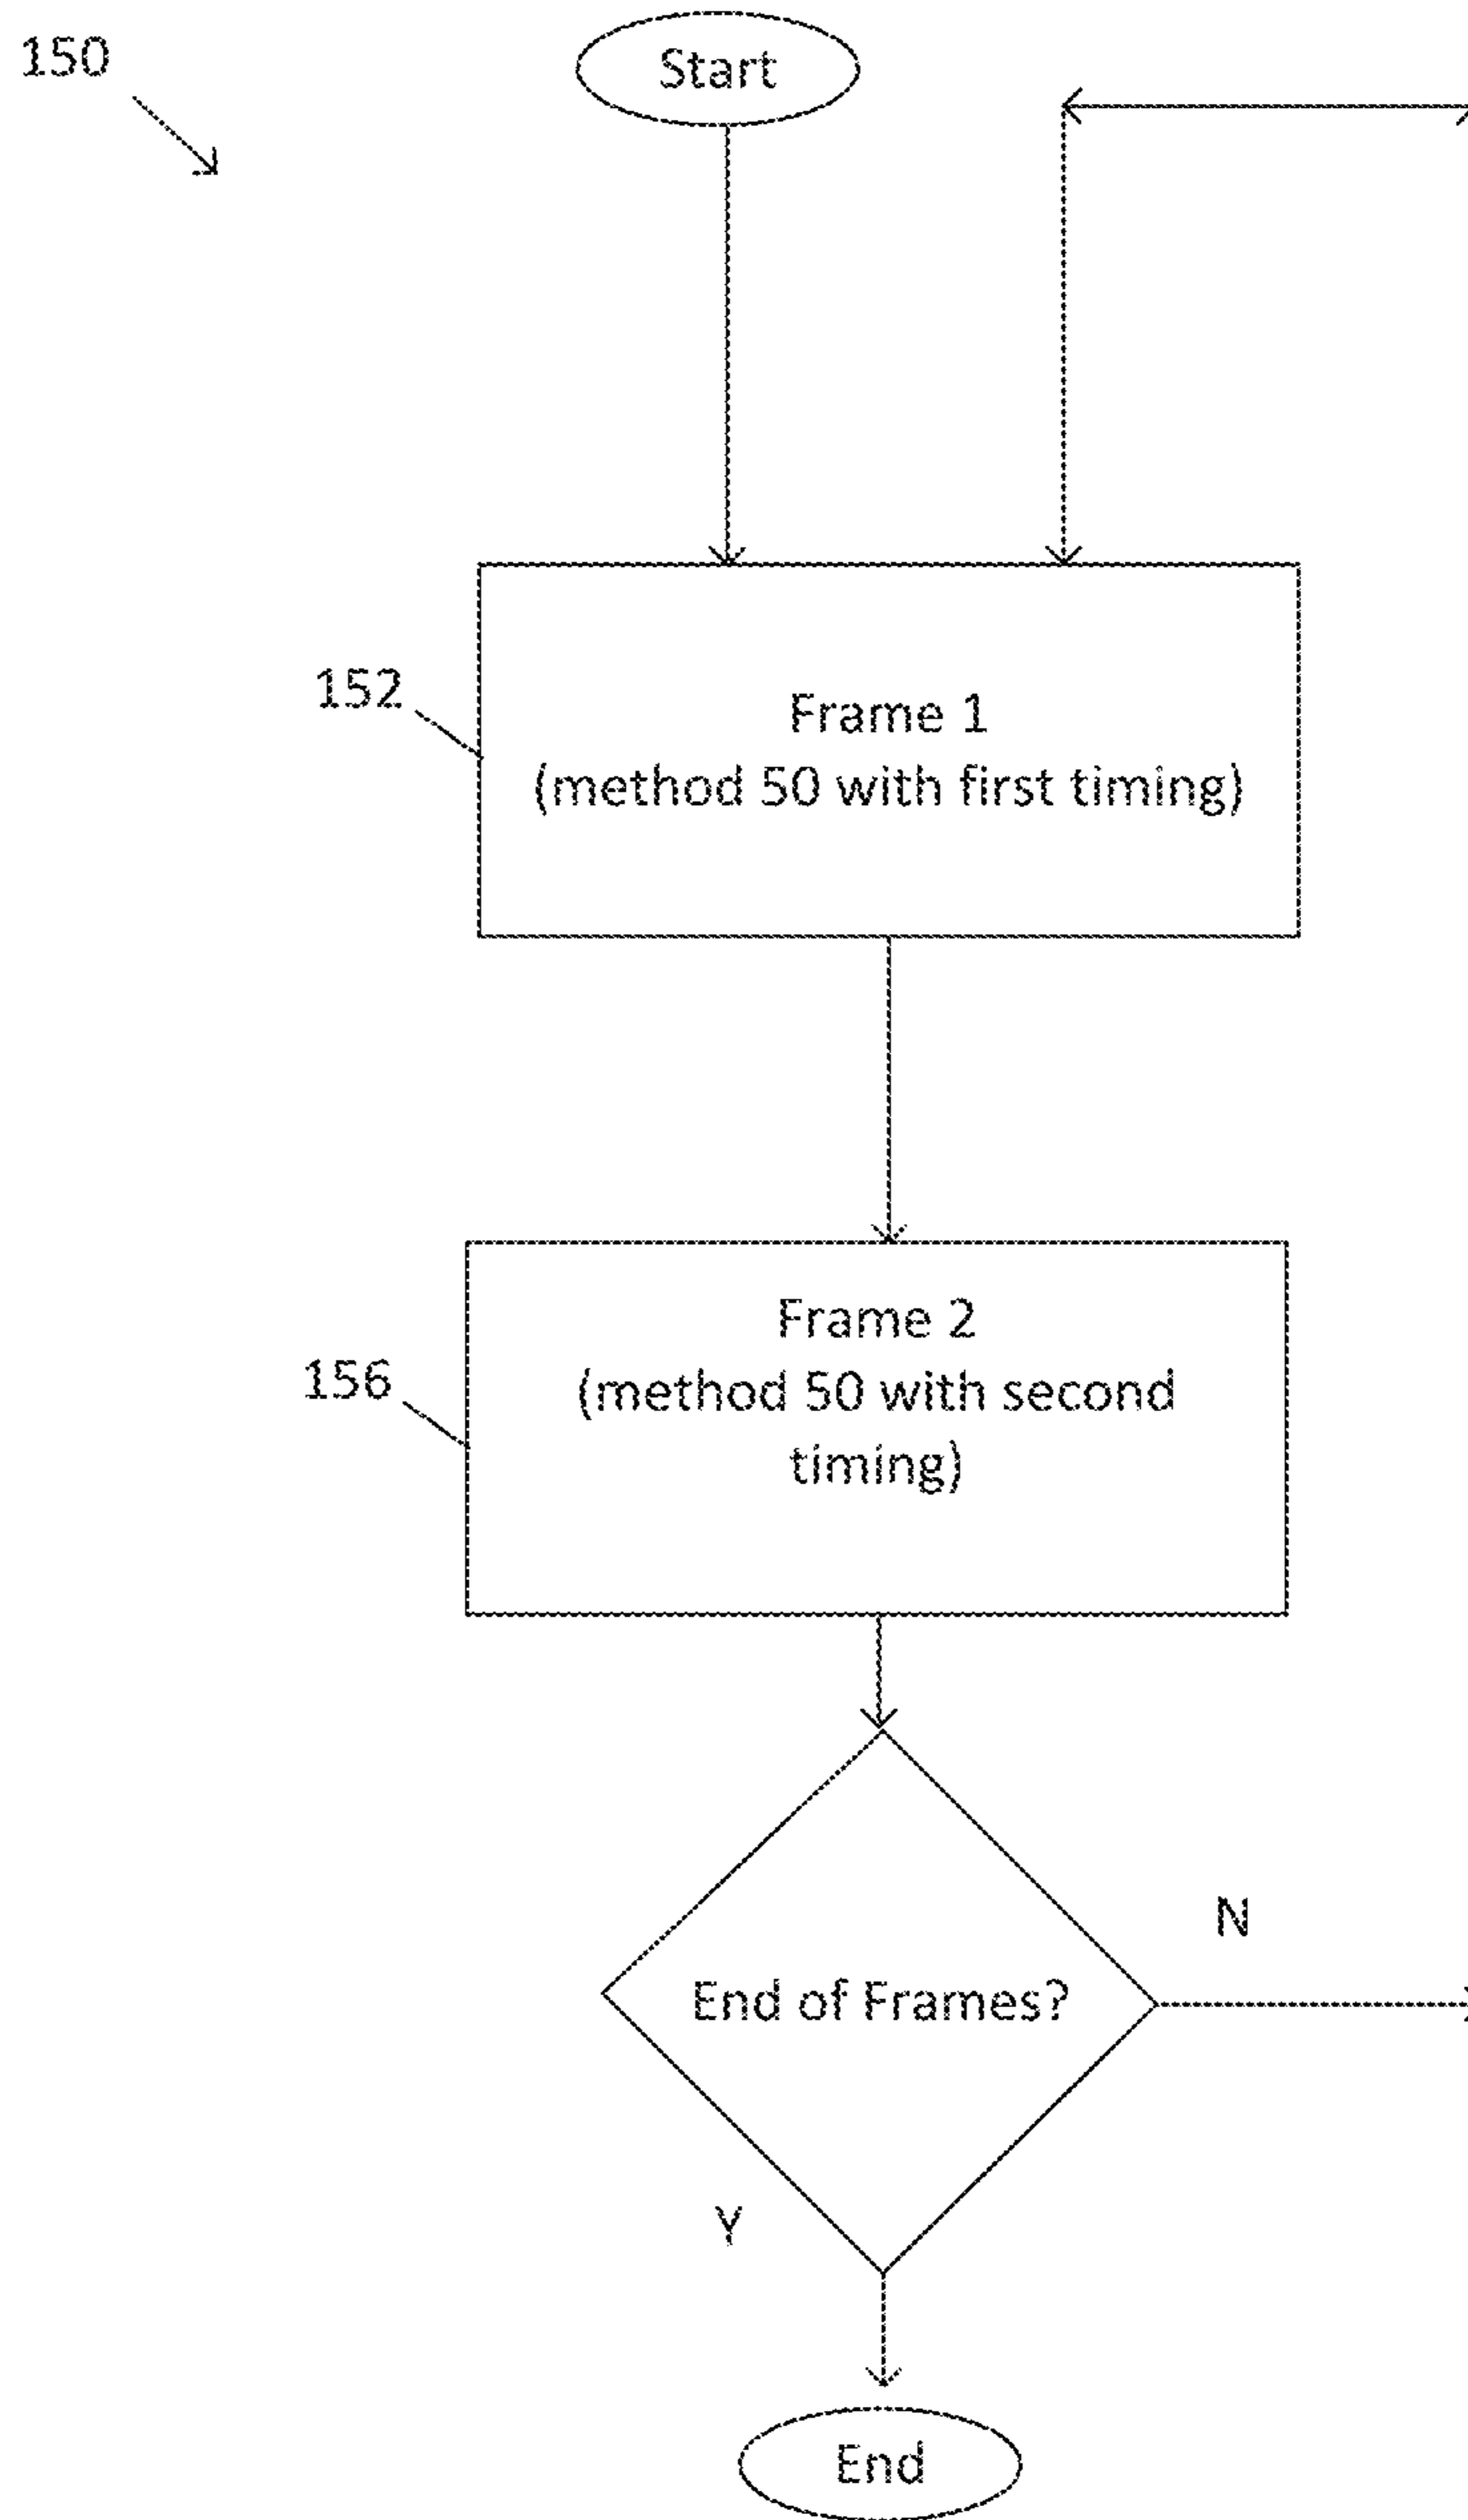 150
Start
152
Frame 1
(method 50 with first timing)
156
Frame 2
(method 50 with second
timing)
N
End of Frames?
Y
End